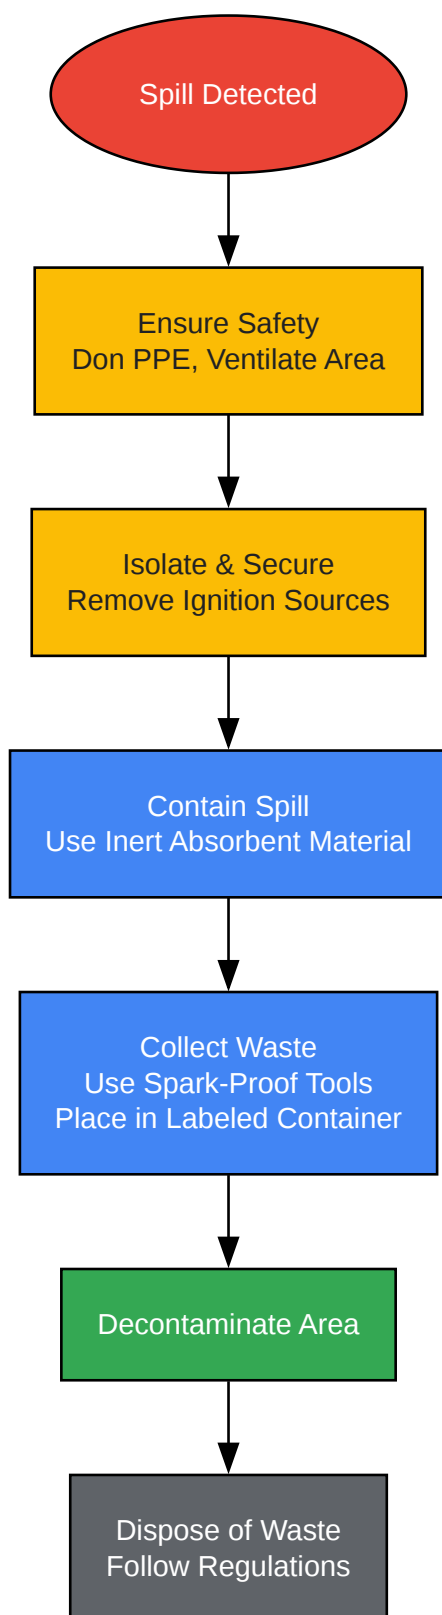 Spill Detected
Ensure Safety
Don PPE, Ventilate Area
Isolate & Secure
Remove Ignition Sources
Contain Spill
Use Inert Absorbent Material
Collect Waste
Use Spark-Proof Tools
Place in Labeled Container
Decontaminate Area
Dispose of Waste
Follow Regulations